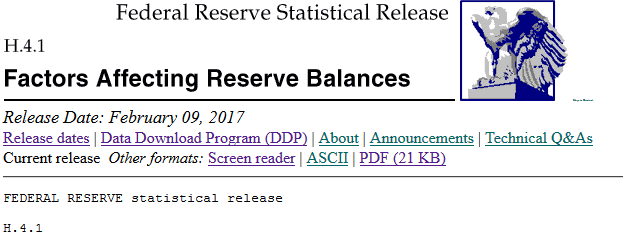 Federal Reserve Statistical Release
H.4.1
Factors Affecting Reserve Balances
Release Date: February 09, 2017
Release dates | Data Download Program (DDP) | About | Announcements | Technical Q&As
Current release Other formats: Screen reader | ASCII | PDF (21 KB)
FEDERAL RESERVE statistical release
H.4.1